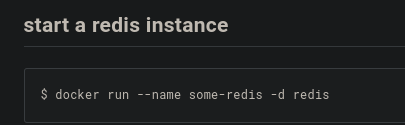 start a redis instance
$ docker run --name some-redis -d redis